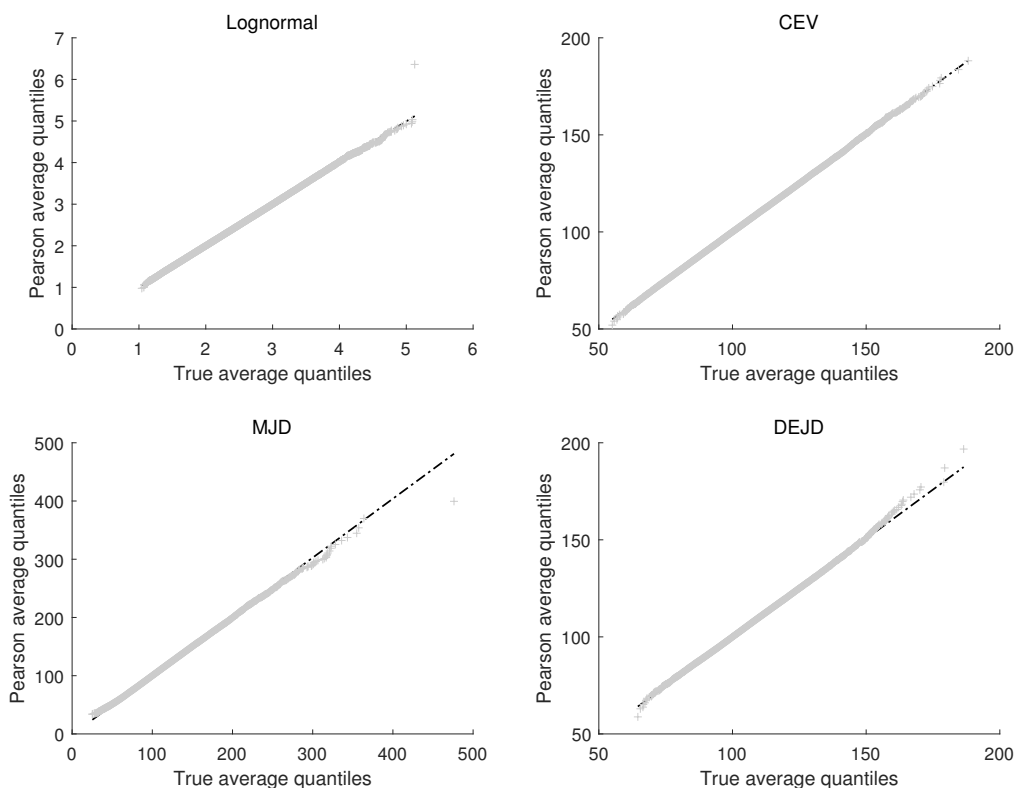 Lognormal
7
6
5
4
3
2
1
0
Pearson average quantiles
0 1 2 3 4 5 6
True average quantiles
CEV
200
150
100
50
Pearson average quantiles
50 100 150 200
True average quantiles
MJD
500
400
300
200
100
0
Pearson average quantiles
0 100 200 300 400 500
True average quantiles
DEJD
200
150
100
50
Pearson average quantiles
50 100 150 200
True average quantiles